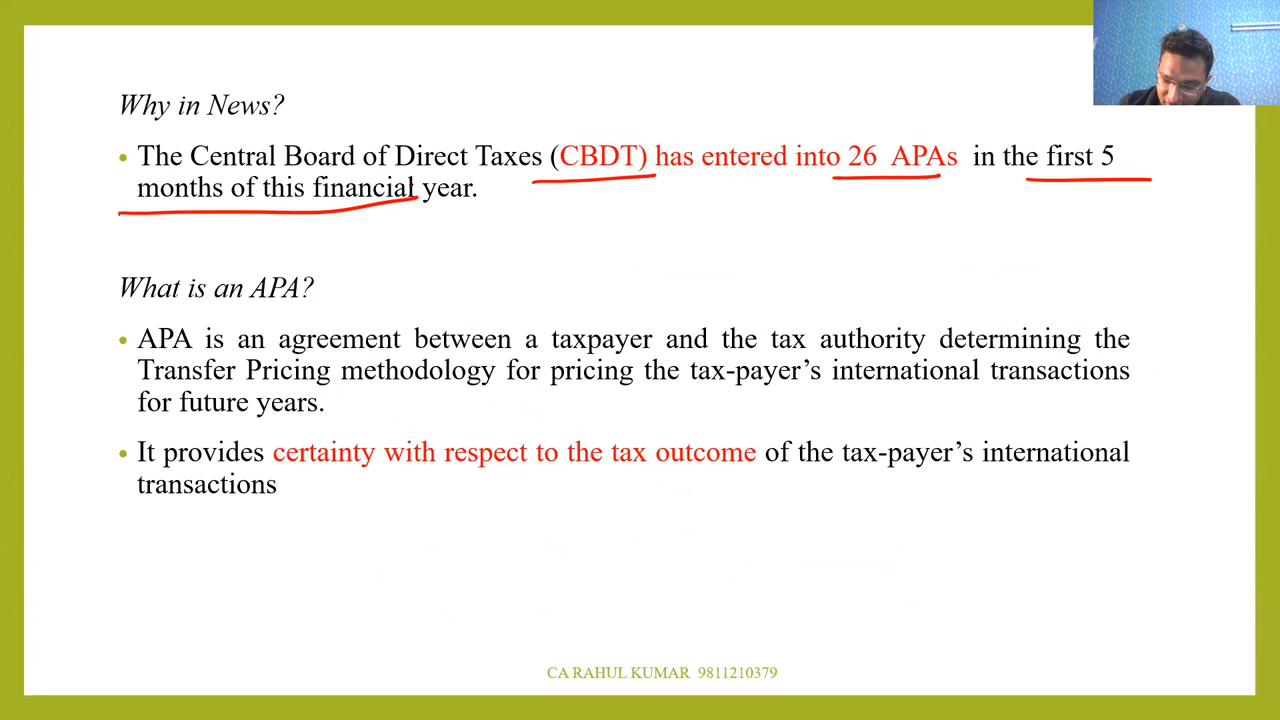 Why in News?
• The Central Board of Direct Taxes (CBDT) has entered into 26 APAs in the first 5
months of this financial year.
What is an APA?
• APA is an agreement between a taxpayer and the tax authority determining the
Transfer Pricing methodology for pricing the tax-payer’s international transactions
for future years.
• It provides certainty with respect to the tax outcome of the tax-payer’s international
transactions
CA RAHUL KUMAR 9811210379